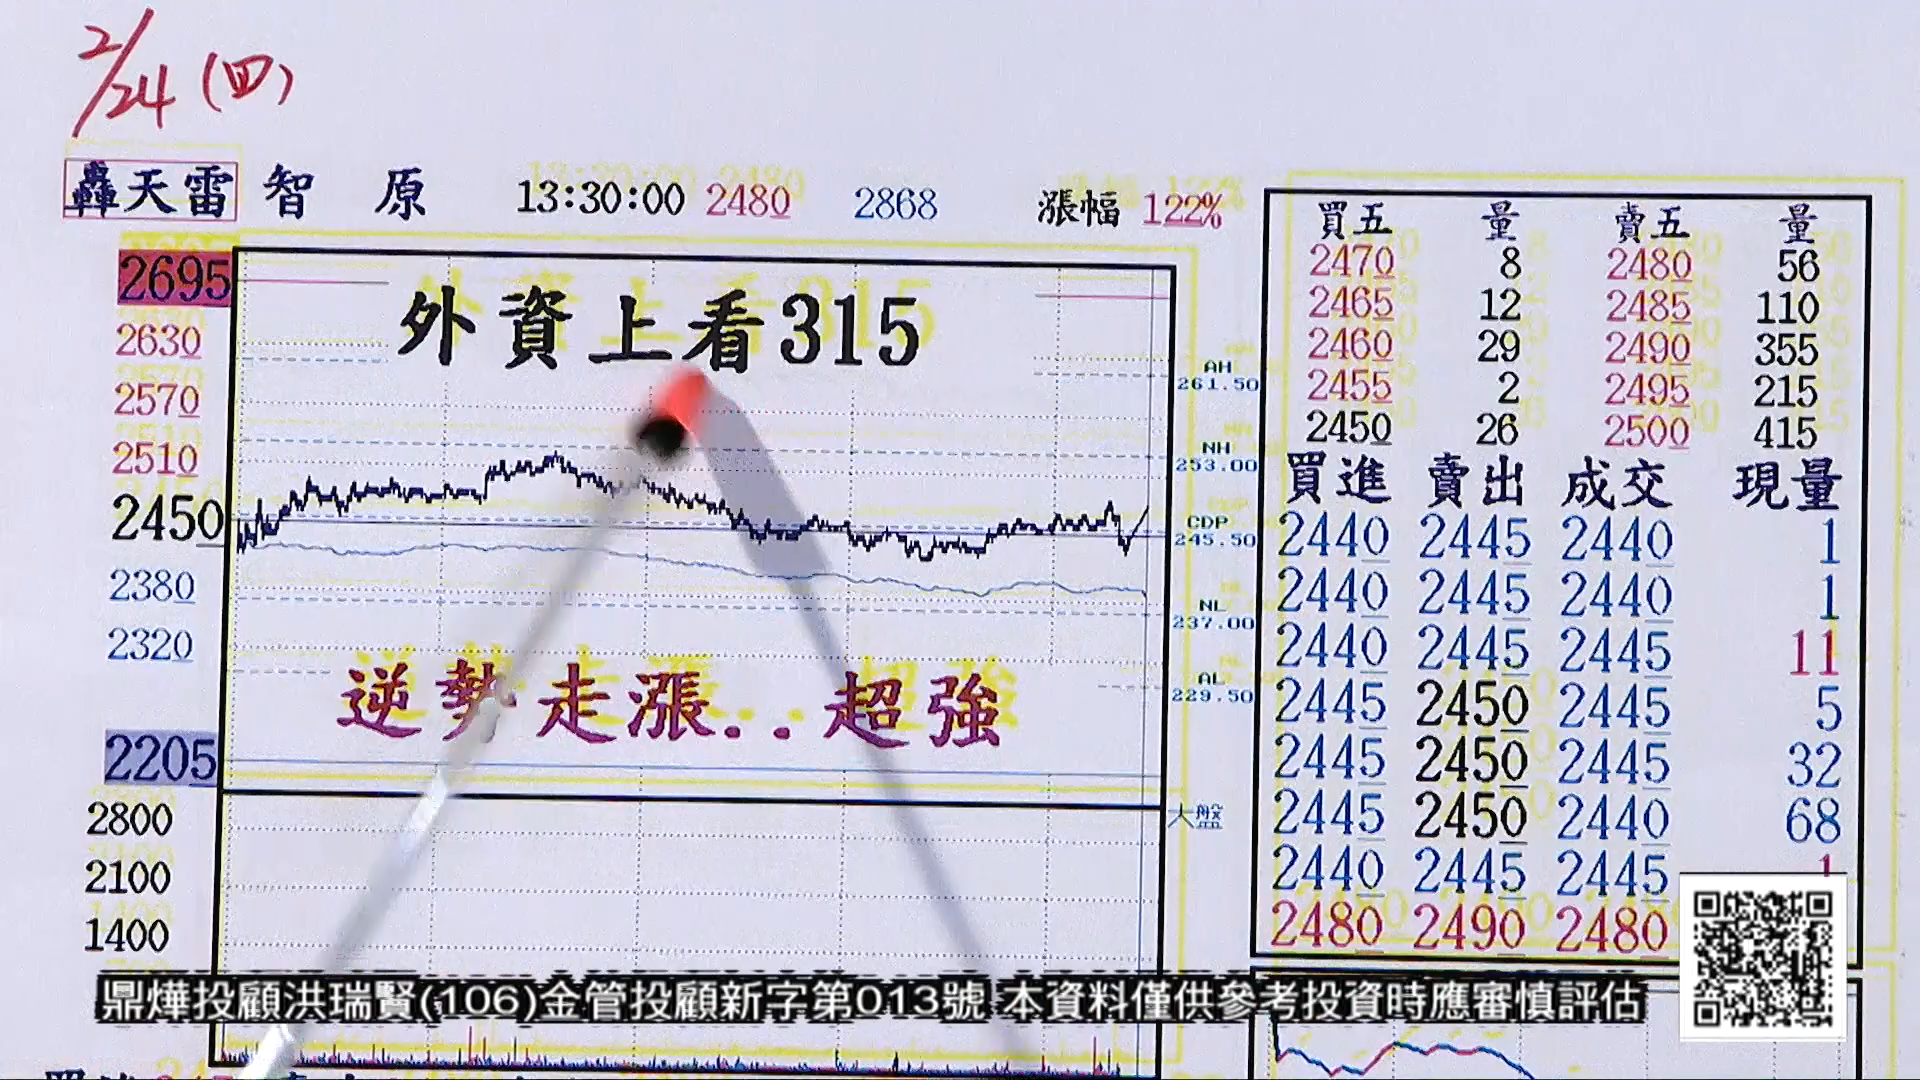 2/24 (四)
轟天雷 智原 13:30:00 2480 2868 漲幅 122%
2695
2630
2570
2510
2450
2380
2320
2205
2800
2100
1400
外資上看315
逆勢走漲..超強
AH
261.50
NH
253.00
CDP
245.50
NL
237.00
AL
229.50
大盤
買五 量 賣五 量
2470 8 2480 56
2465 12 2485 110
2460 29 2490 355
2455 2 2495 215
2450 26 2500 415
買進 賣出 成交 現量
2440 2445 2440 1
2440 2445 2440 1
2440 2445 2445 11
2445 2450 2445 5
2445 2450 2445 32
2445 2450 2440 68
2440 2445 2445 1
2480 2490 2480
鼎燁投顧洪瑞賢(106)金管投顧新字第013號 本資料僅供參考投資時應審慎評估